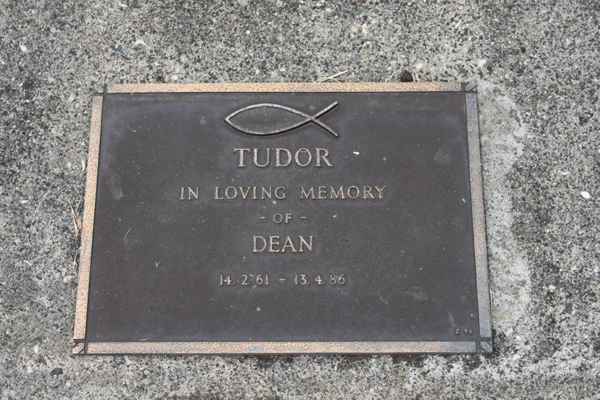 TUDOR
IN LOVING MEMORY
- OF -
DEAN
14.2.61 - 13.4.86